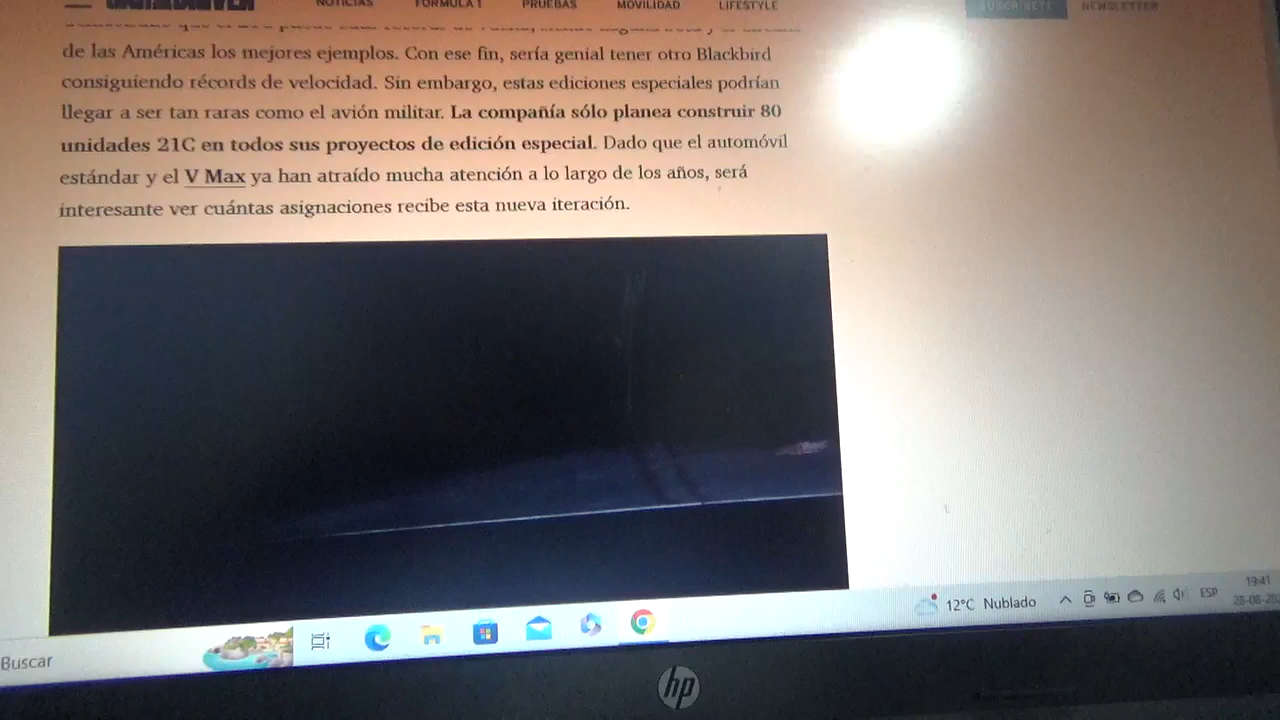 NOTICIAS FÓRMULA 1 PRUEBAS MOVILIDAD LIFESTYLE SUSCRÍBETE NEWSLETTER
de las Américas los mejores ejemplos. Con ese fin, sería genial tener otro Blackbird
consiguiendo récords de velocidad. Sin embargo, estas ediciones especiales podrían
llegar a ser tan raras como el avión militar. La compañía sólo planea construir 80
unidades 21C en todos sus proyectos de edición especial. Dado que el automóvil
estándar y el V Max ya han atraído mucha atención a lo largo de los años, será
interesante ver cuántas asignaciones recibe esta nueva iteración.
12°C Nublado ESP 19:41
Buscar
hp